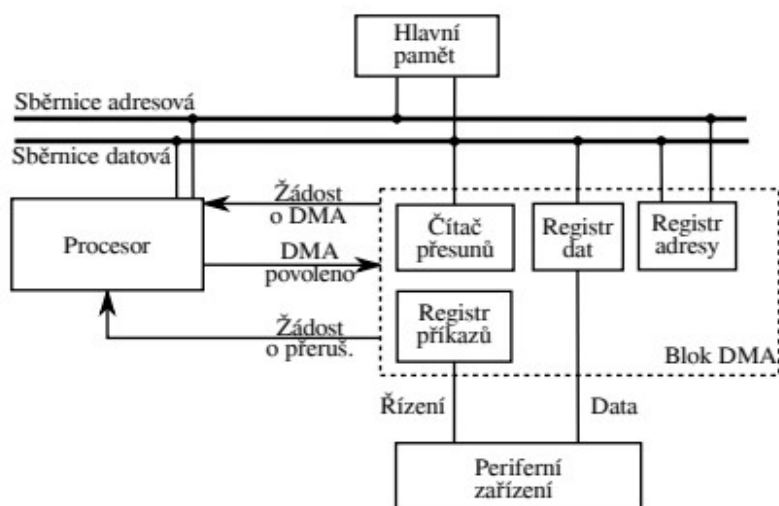 Hlavní
pamět
Sběrnice adresová
Sběrnice datová
Procesor
Žádost
o DMA
DMA
povoleno
Žádost
o přeruš.
Čítač
přesunů
Registr
dat
Registr
adresy
Registr
příkazů
Blok DMA
Řízení
Data
Periferní
zařízení